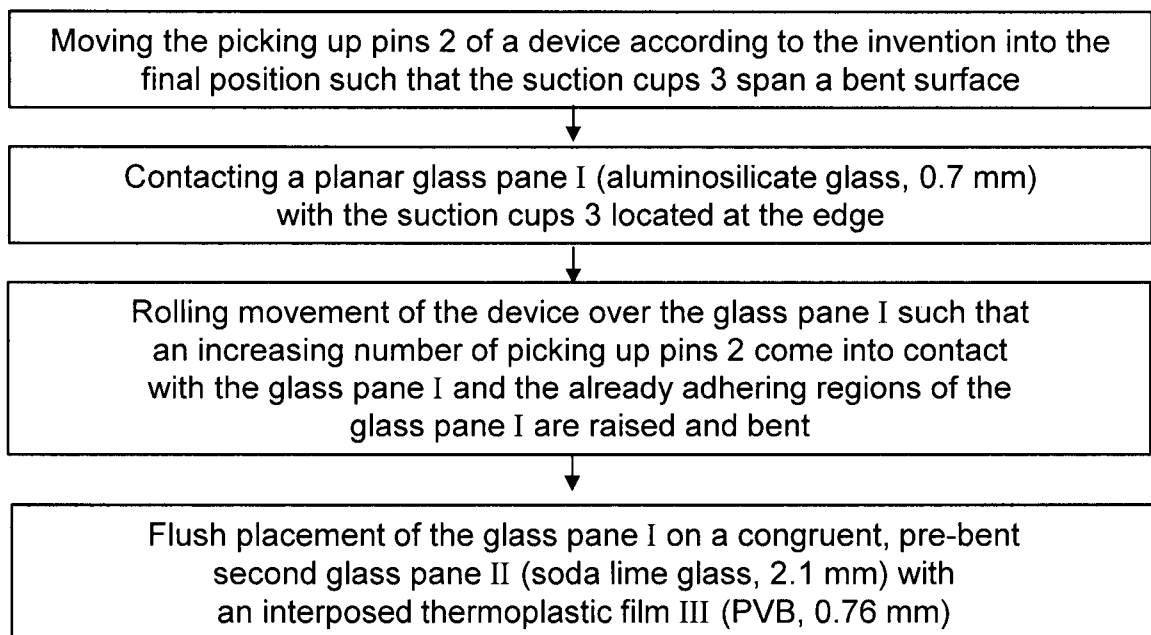 Moving the picking up pins 2 of a device according to the invention into the
final position such that the suction cups 3 span a bent surface
Contacting a planar glass pane I (aluminosilicate glass, 0.7 mm)
with the suction cups 3 located at the edge
Rolling movement of the device over the glass pane I such that
an increasing number of picking up pins 2 come into contact
with the glass pane I and the already adhering regions of the
glass pane I are raised and bent
Flush placement of the glass pane I on a congruent, pre-bent
second glass pane II (soda lime glass, 2.1 mm) with
an interposed thermoplastic film III (PVB, 0.76 mm)